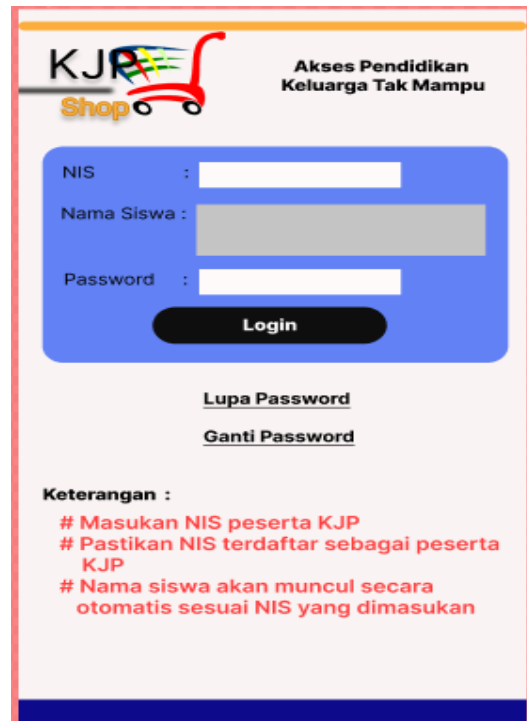 KJP
Shop
Akses Pendidikan
Keluarga Tak Mampu
NIS :
Nama Siswa :
Password :
Login
Lupa Password
Ganti Password
Keterangan :
# Masukan NIS peserta KJP
# Pastikan NIS terdaftar sebagai peserta
KJP
# Nama siswa akan muncul secara
otomatis sesuai NIS yang dimasukan